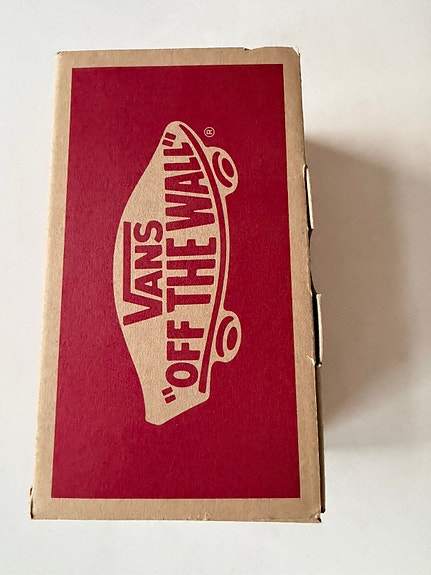 VANS
"OFF THE WALL"
®